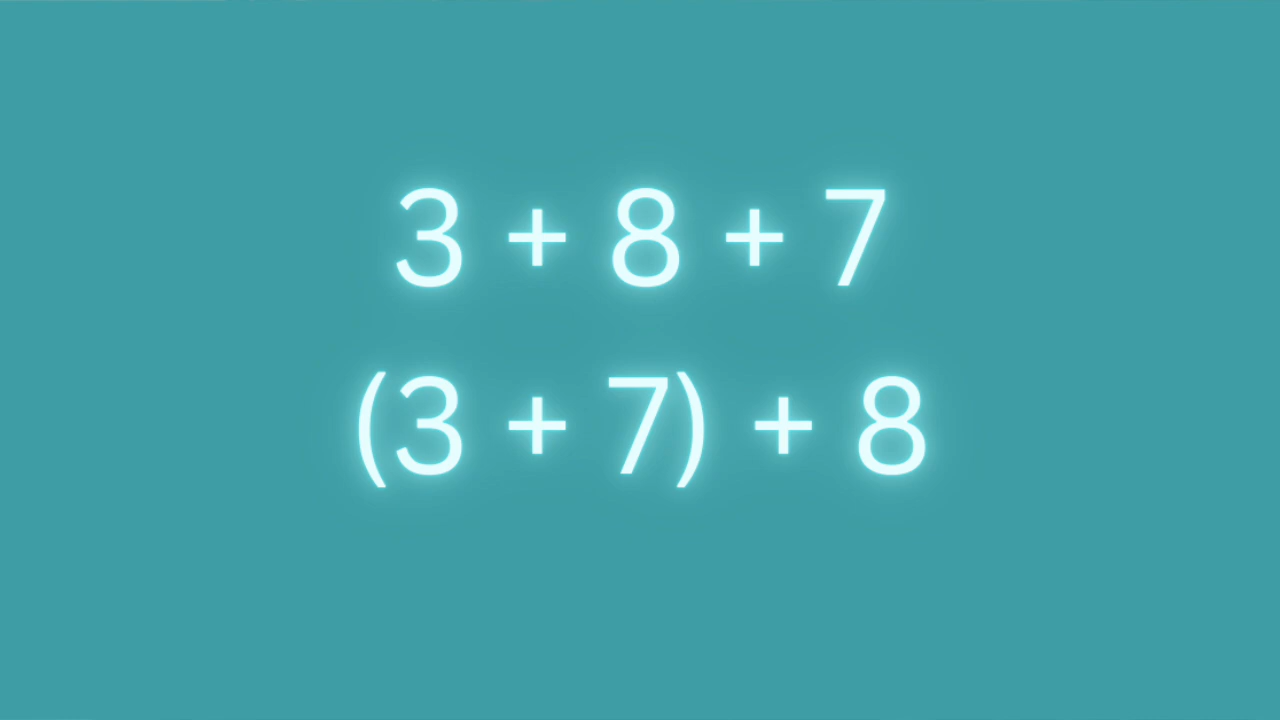 3 + 8 + 7
(3 + 7) + 8